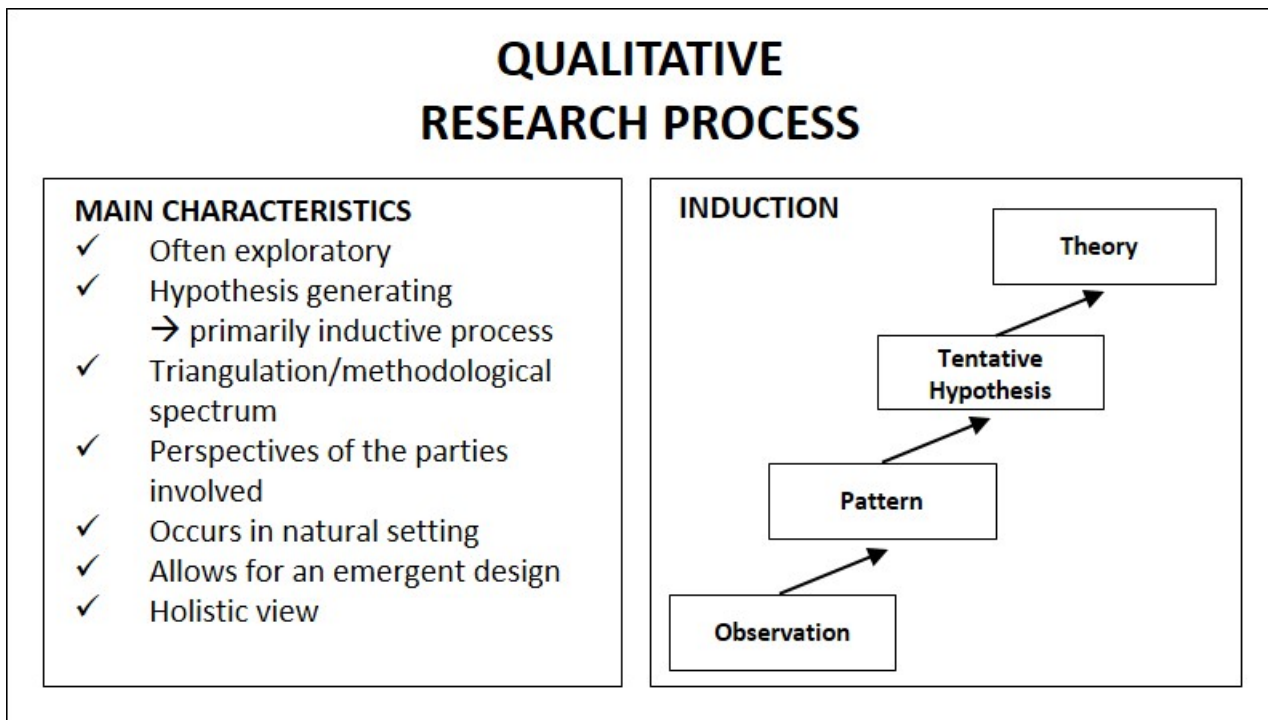 QUALITATIVE
RESEARCH PROCESS
MAIN CHARACTERISTICS
✓ Often exploratory
✓ Hypothesis generating
→ primarily inductive process
✓ Triangulation/methodological
spectrum
✓ Perspectives of the parties
involved
✓ Occurs in natural setting
✓ Allows for an emergent design
✓ Holistic view
INDUCTION
Theory
Tentative
Hypothesis
Pattern
Observation